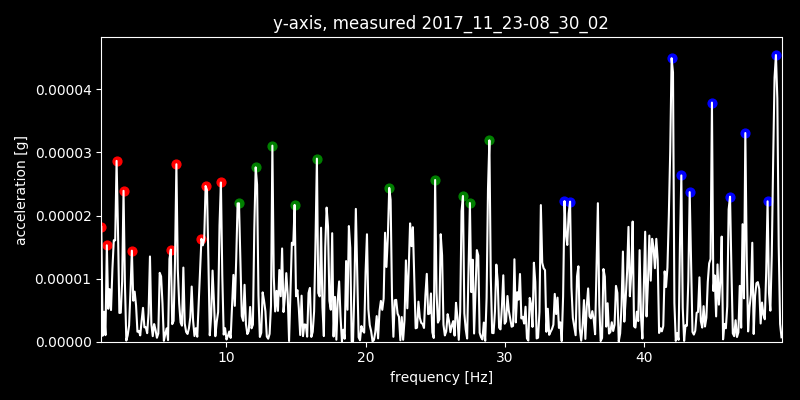 y-axis, measured 2017_11_23-08_30_02
acceleration [g]
0.00004
0.00003
0.00002
0.00001
0.00000
10 20 30 40
frequency [Hz]